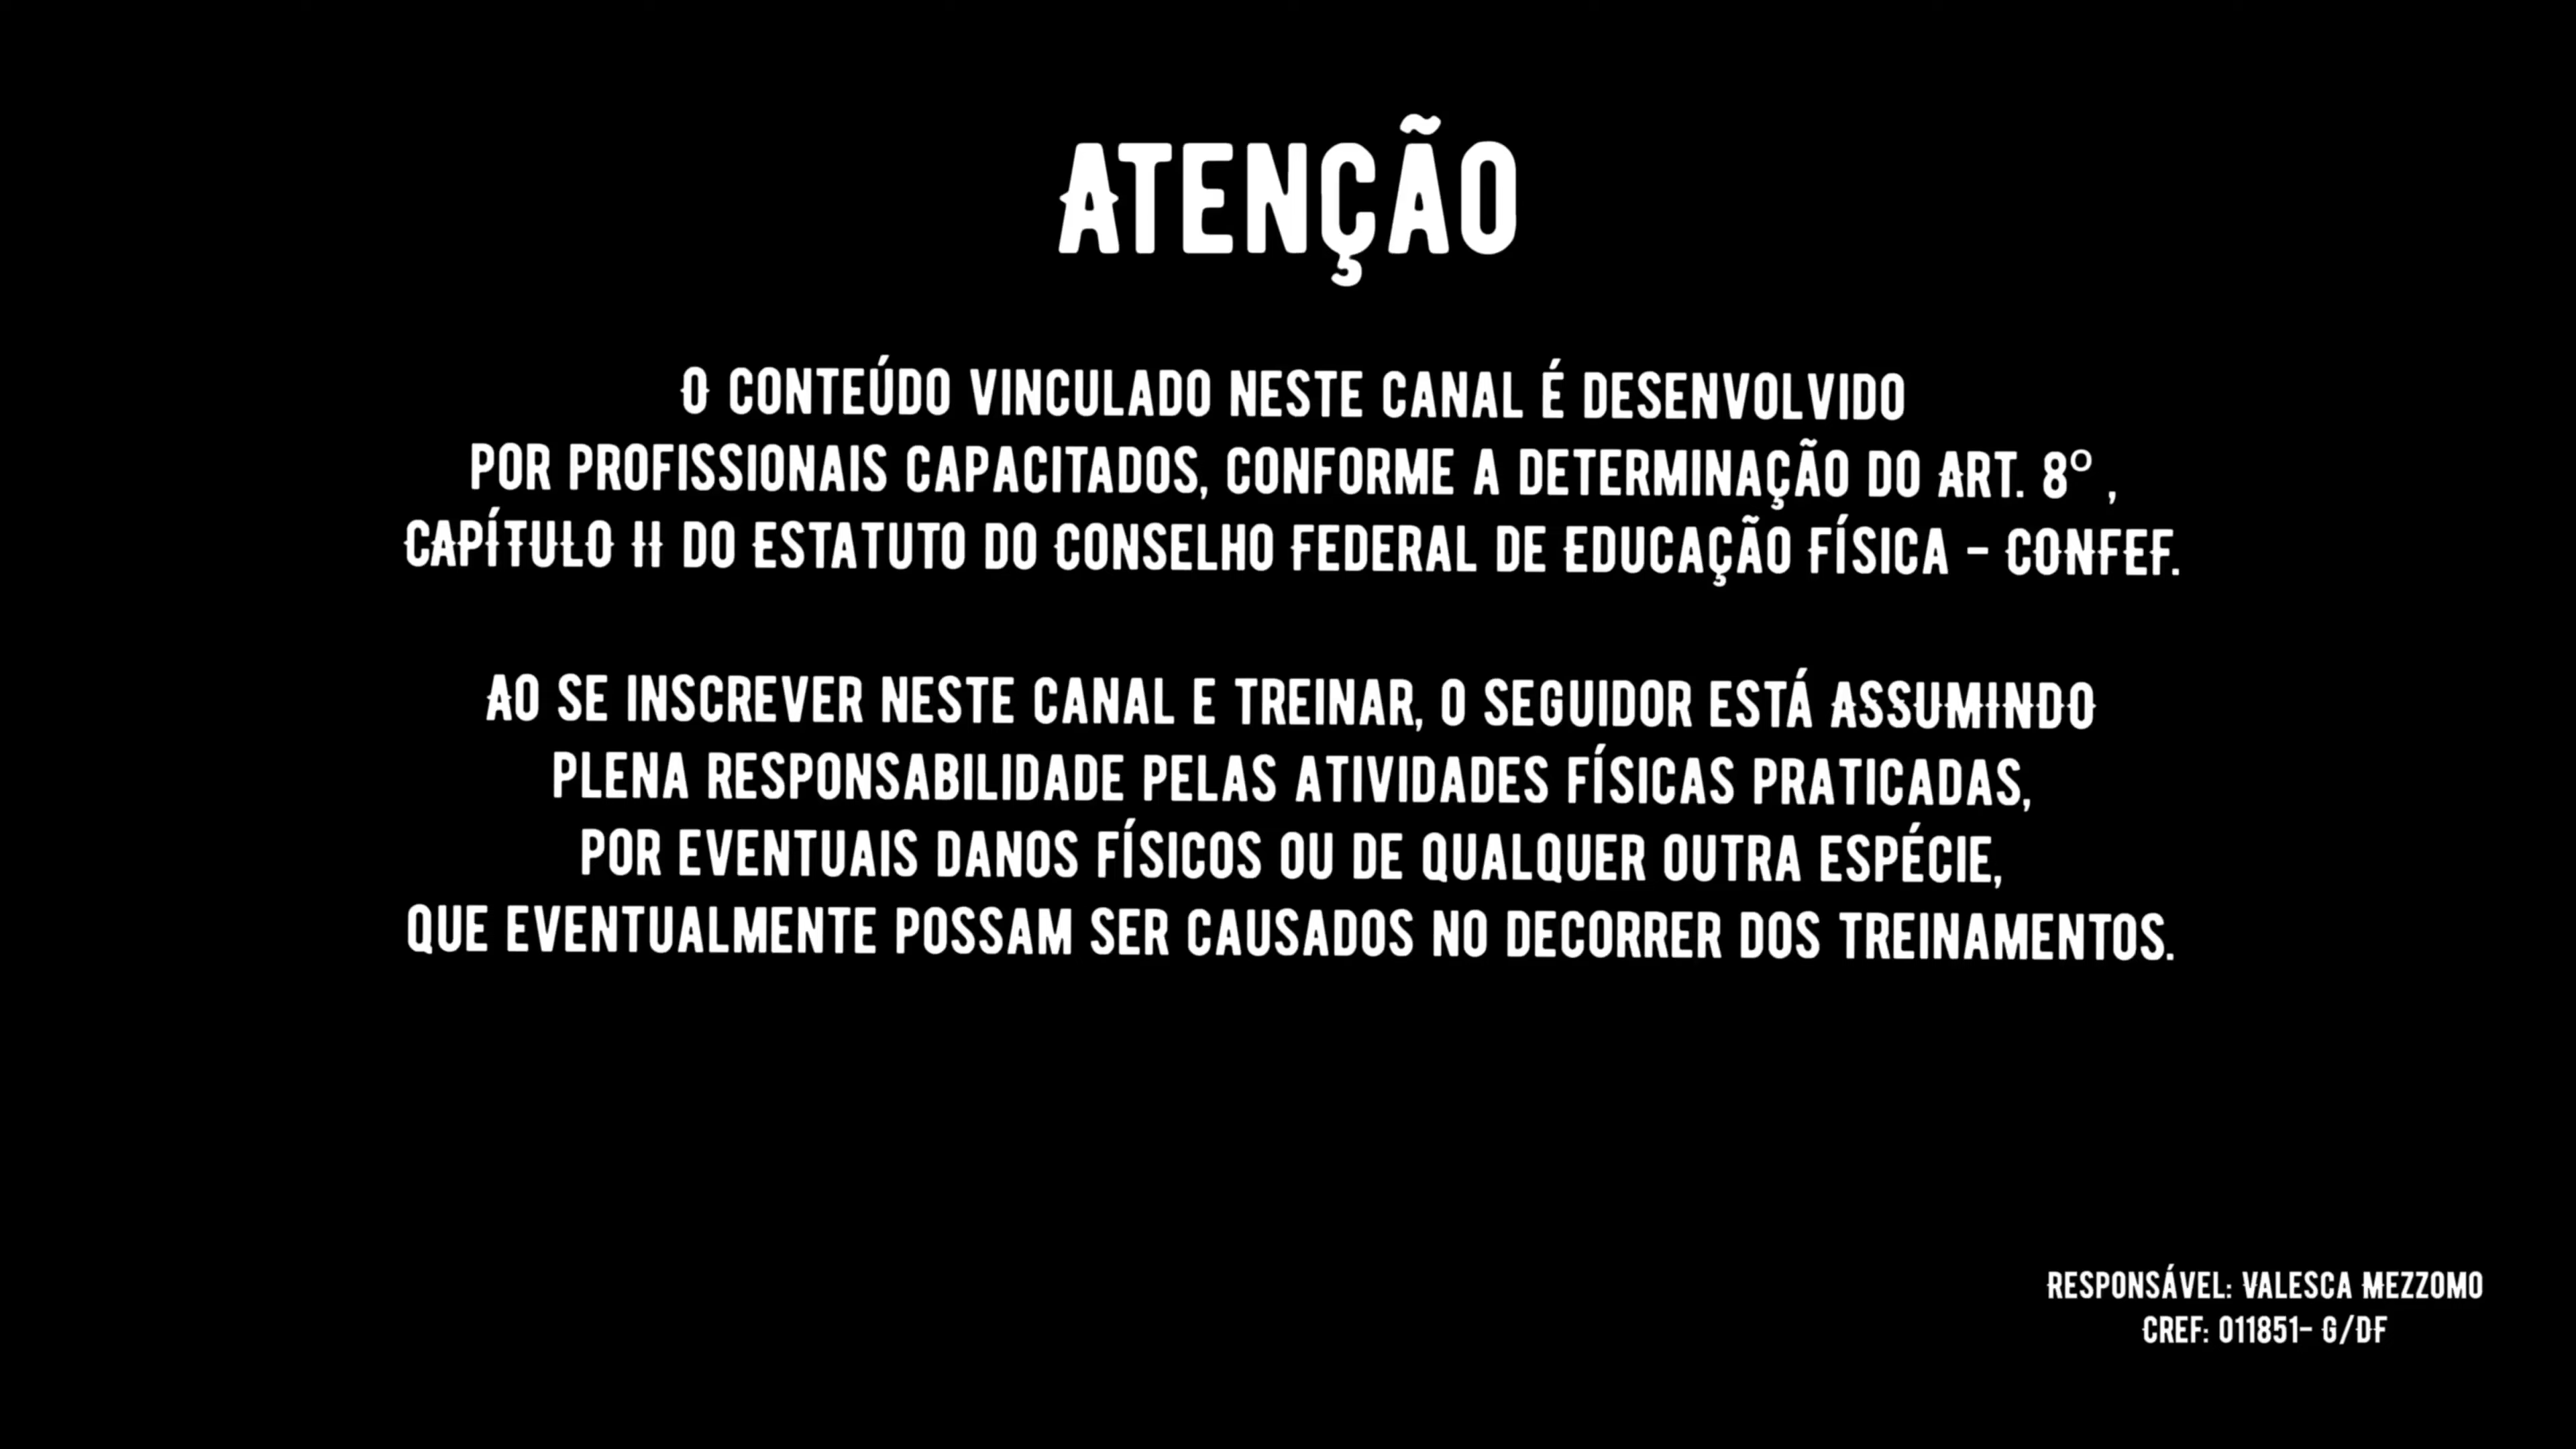 Atenção
O conteúdo vinculado neste canal é desenvolvido
por profissionais capacitados, conforme a determinação do Art. 8º ,
CAPÍTULO II do Estatuto do Conselho Federal de Educação Física - CONFEF.
Ao se inscrever neste canal e treinar, o seguidor está ASSUMINDO
plena responsabilidade pelas atividades físicas praticadas,
por eventuais danos físicos ou de qualquer outra espécie,
que eventualmente possam ser causados no decorrer dos treinamentos.
Responsável: Valesca Mezzomo
CREF: 011851- G/DF